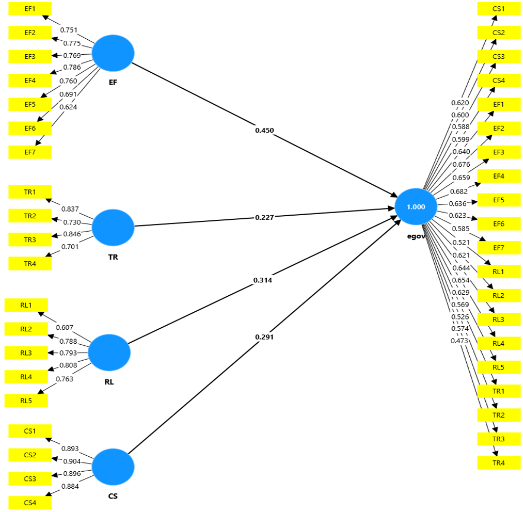 EF1
EF2
EF3
EF4
EF5
EF6
EF7
0.751
0.775
0.769
0.786
0.760
0.691
0.624
EF
TR1
TR2
TR3
TR4
0.837
0.730
0.846
0.701
TR
RL1
RL2
RL3
RL4
RL5
0.607
0.788
0.793
0.808
0.763
RL
CS1
CS2
CS3
CS4
0.893
0.904
0.896
0.884
CS
0.450
0.227
0.314
0.291
1.000
egov
0.620
0.600
0.588
0.599
0.640
0.676
0.659
0.682
0.636
0.623
0.585
0.521
0.621
0.644
0.654
0.629
0.569
0.526
0.574
0.473
CS1
CS2
CS3
CS4
EF1
EF2
EF3
EF4
EF5
EF6
EF7
RL1
RL2
RL3
RL4
RL5
TR1
TR2
TR3
TR4